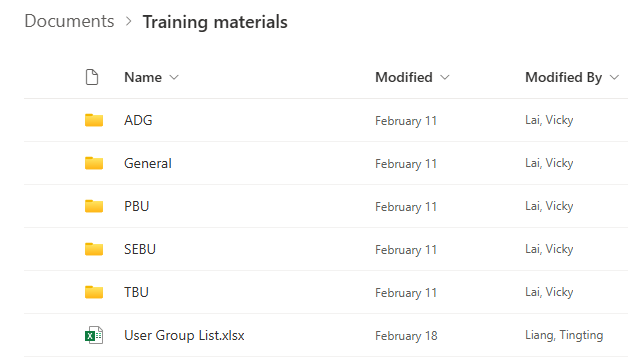 Documents > Training materials
Name Modified Modified By
ADG February 11 Lai, Vicky
General February 11 Lai, Vicky
PBU February 11 Lai, Vicky
SEBU February 11 Lai, Vicky
TBU February 11 Lai, Vicky
User Group List.xlsx February 18 Liang, Tingting